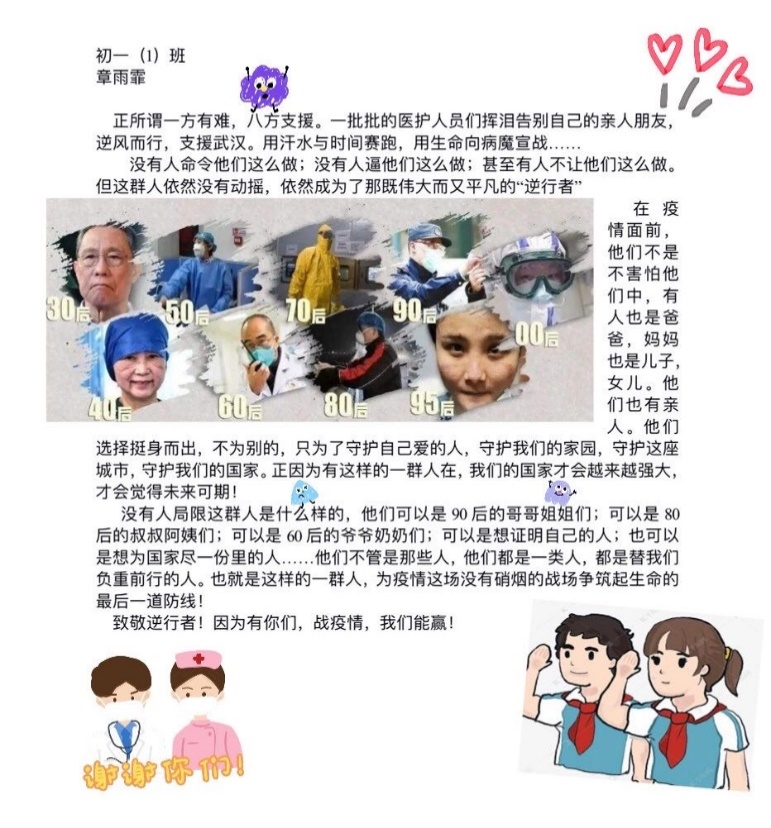 初一（1）班
章雨霏
正所谓一方有难，八方支援。一批批的医护人员们挥泪告别自己的亲人朋友，
逆风而行，支援武汉。用汗水与时间赛跑，用生命向病魔宣战……
没有人命令他们这么做；没有人逼他们这么做；甚至有人不让他们这么做。
但这群人依然没有动摇，依然成为了那既伟大而又平凡的“逆行者”
30后
50后
70后
90后
00后
40后
60后
80后
95后
在疫
情面前，
他们不是
不害怕他
们中，有
人也是爸
爸，妈妈
也是儿子，
女儿。他
们也有亲
人。他们
选择挺身而出，不为别的，只为了守护自己爱的人，守护我们的家园，守护这座
城市，守护我们的国家。正因为有这样的一群人在，我们的国家才会越来越强大，
才会觉得未来可期！
没有人局限这群人是什么样的，他们可以是 90 后的哥哥姐姐们；可以是 80
后的叔叔阿姨们；可以是 60 后的爷爷奶奶们；可以是想证明自己的人；也可以
是想为国家尽一份里的人……他们不管是那些人，他们都是一类人，都是替我们
负重前行的人。也就是这样的一群人，为疫情这场没有硝烟的战场争筑起生命的
最后一道防线！
致敬逆行者！因为有你们，战疫情，我们能赢！
谢谢你们！